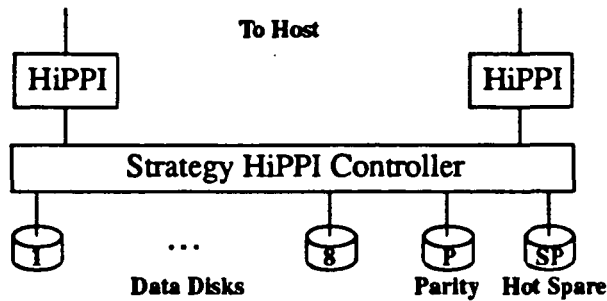 To Host
HiPPI
HiPPI
Strategy HiPPI Controller
1 ... 8 P SP
Data Disks Parity Hot Spare